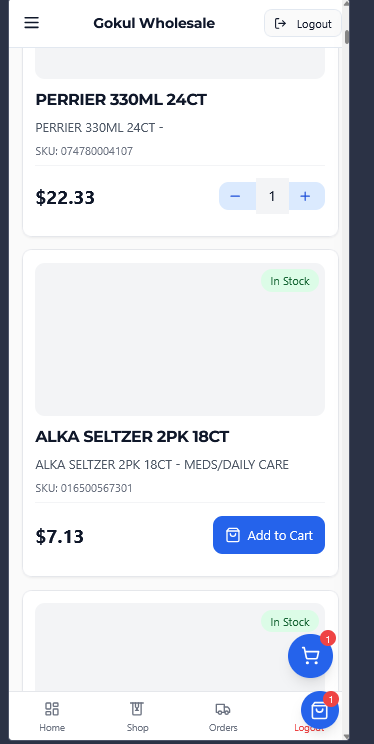 Gokul Wholesale
Logout
PERRIER 330ML 24CT
PERRIER 330ML 24CT -
SKU: 074780004107
$22.33
− 1 +
In Stock
ALKA SELTZER 2PK 18CT
ALKA SELTZER 2PK 18CT - MEDS/DAILY CARE
SKU: 016500567301
$7.13
Add to Cart
In Stock
1
1
Home
Shop
Orders
Logout